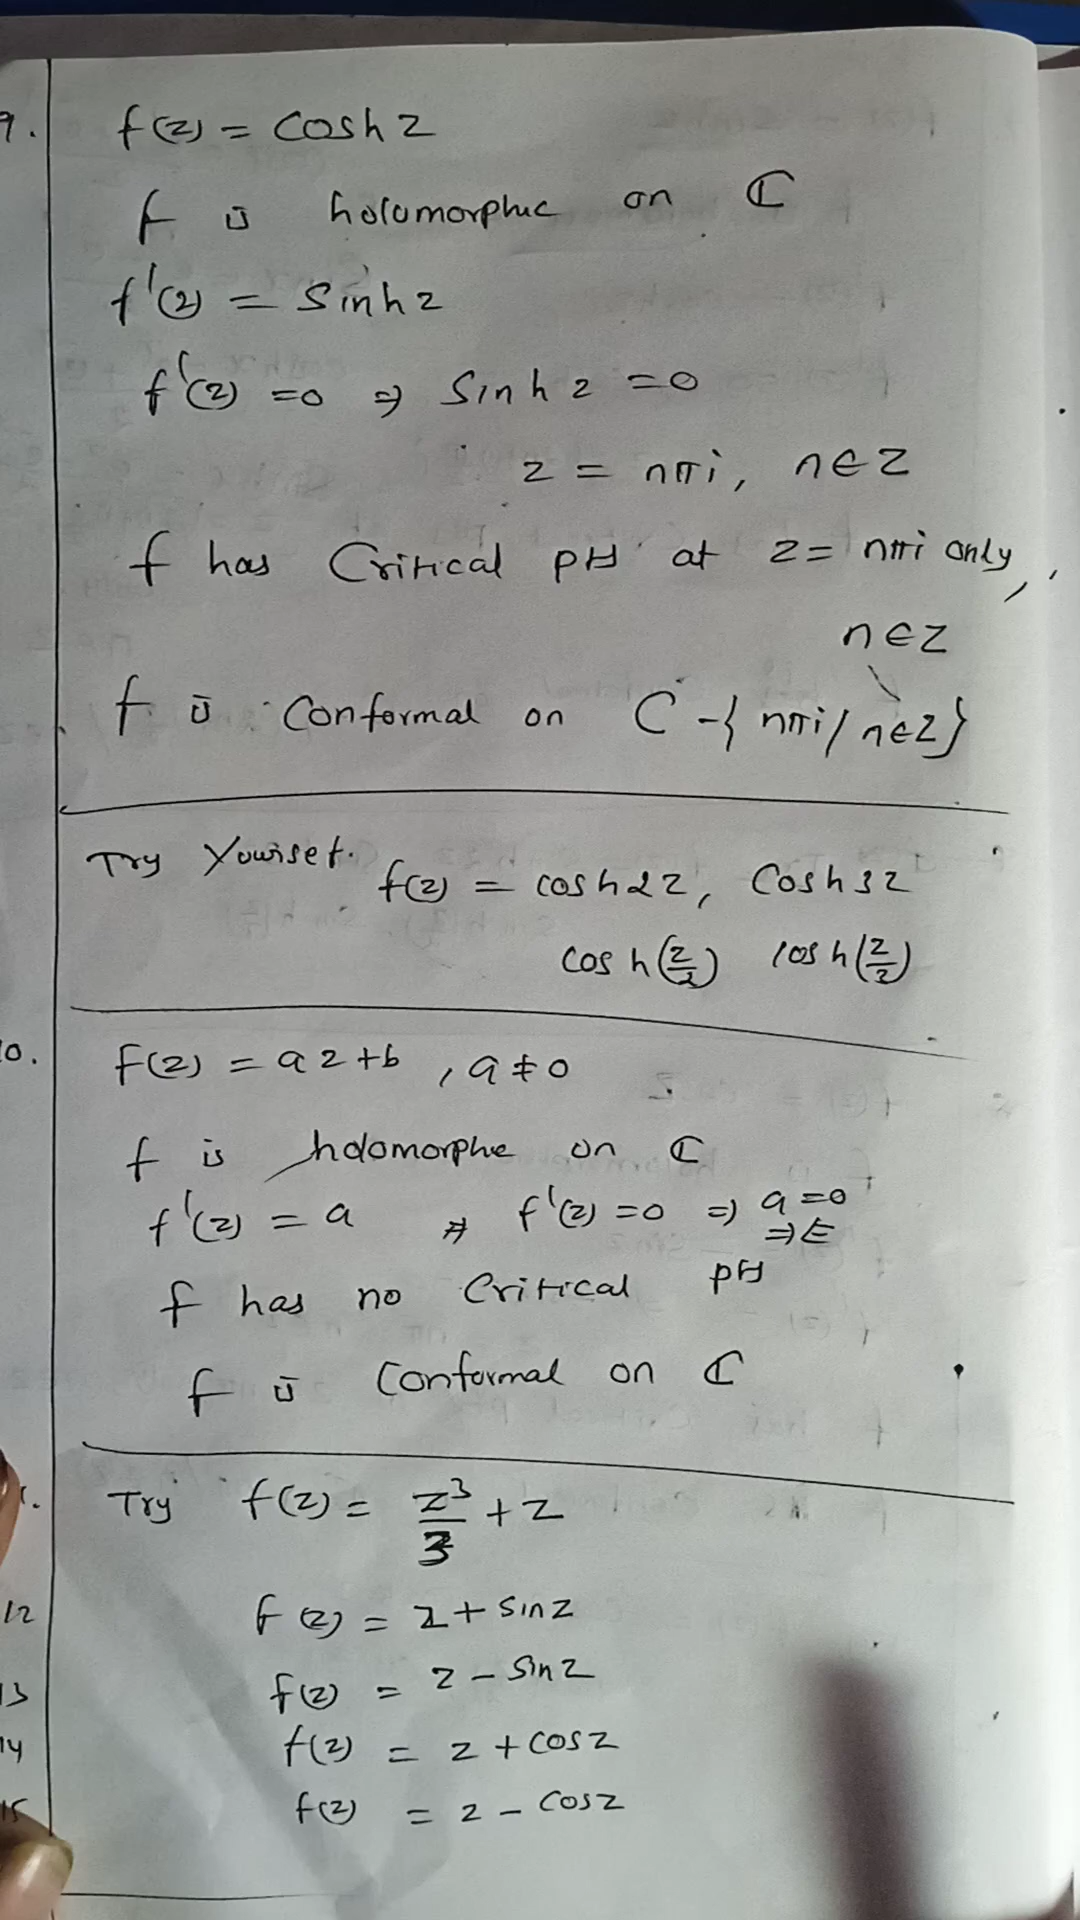 9. f(z) = cosh z
f is holomorphic on ℂ
f'(z) = Sinh z
f'(z) = 0 ⇒ Sinh z = 0
z = nπi, n∈Z
f has Critical pts at z = nπi only,
n∈Z
f is Conformal on C - { nπi / n∈Z}
Try Yourself.
f(z) = cosh 2z, Cosh 3z
Cosh(z/2) cosh(z/3)
10. f(z) = az+b, a≠0
f is holomorphic on ℂ
f'(z) = a ⇒ f'(z) = 0 ⇒ a = 0
⇒E
f has no Critical pts
f is Conformal on ℂ
Try f(z) = z³/3 + z
12 f(z) = z + sin z
13 f(z) = z - Sin z
14 f(z) = z + cos z
15 f(z) = z - cos z